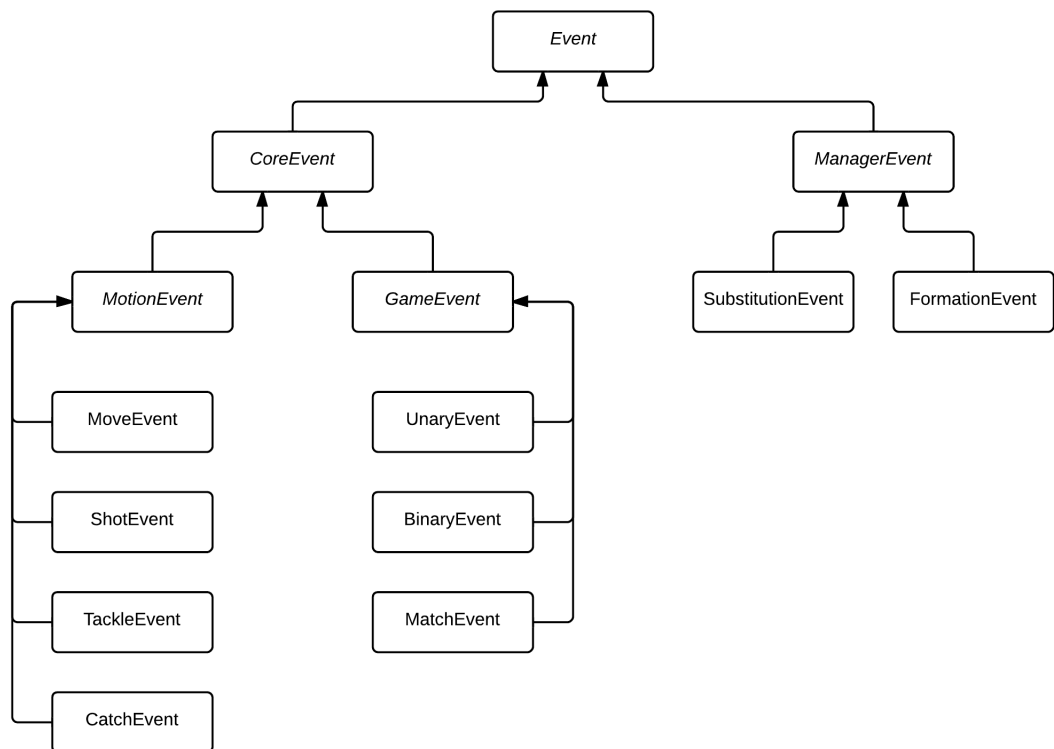 Event
CoreEvent
ManagerEvent
MotionEvent
GameEvent
SubstitutionEvent
FormationEvent
MoveEvent
UnaryEvent
ShotEvent
BinaryEvent
TackleEvent
MatchEvent
CatchEvent